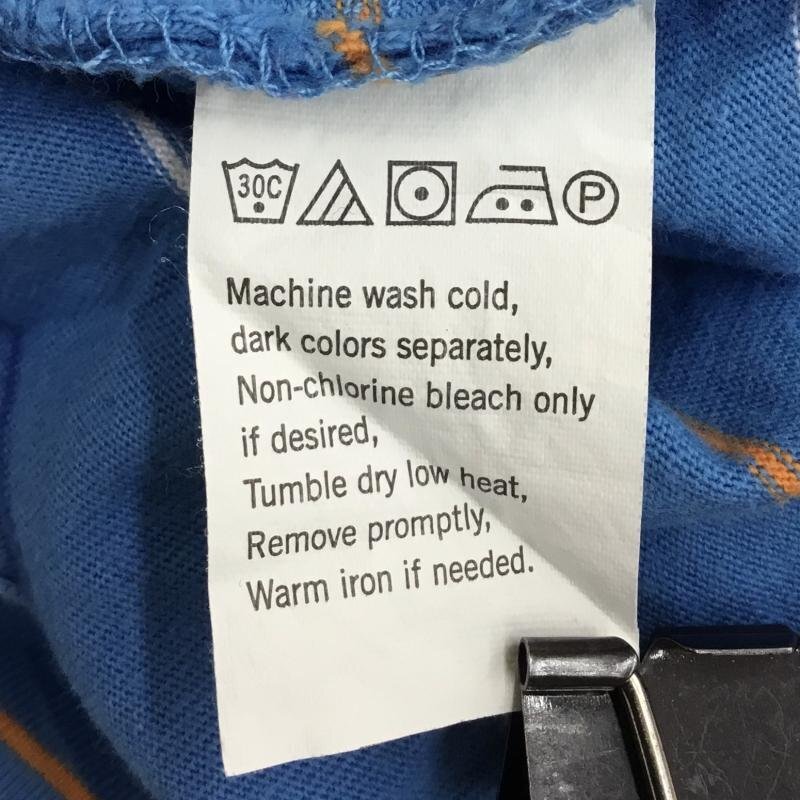 30C P
Machine wash cold,
dark colors separately,
Non-chlorine bleach only
if desired,
Tumble dry low heat,
Remove promptly,
Warm iron if needed.